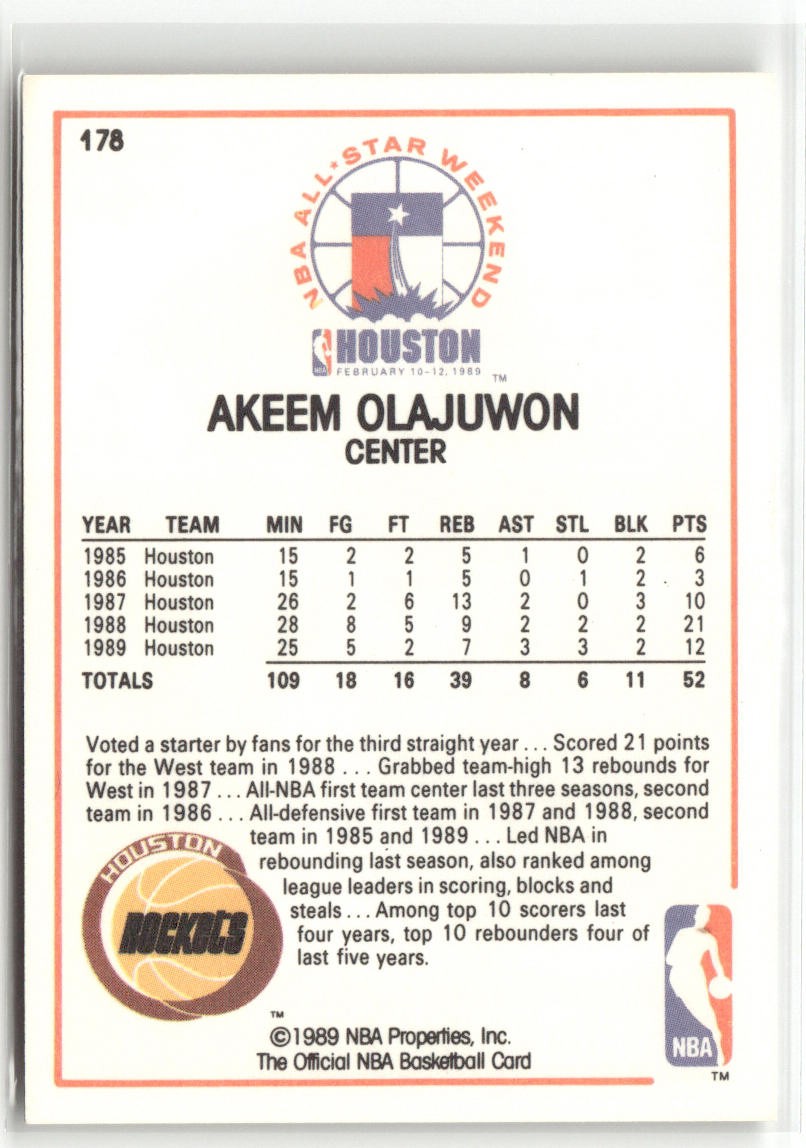 178
NBA ALL★STAR WEEKEND
NBA HOUSTON
FEBRUARY 10-12, 1989 TM
AKEEM OLAJUWON
CENTER
YEAR TEAM MIN FG FT REB AST STL BLK PTS
1985 Houston 15 2 2 5 1 0 2 6
1986 Houston 15 1 1 5 0 1 2 3
1987 Houston 26 2 6 13 2 0 3 10
1988 Houston 28 8 5 9 2 2 2 21
1989 Houston 25 5 2 7 3 3 2 12
TOTALS 109 18 16 39 8 6 11 52
Voted a starter by fans for the third straight year ... Scored 21 points
for the West team in 1988 ... Grabbed team-high 13 rebounds for
West in 1987 ... All-NBA first team center last three seasons, second
team in 1986 ... All-defensive first team in 1987 and 1988, second
team in 1985 and 1989 ... Led NBA in
rebounding last season, also ranked among
league leaders in scoring, blocks and
steals ... Among top 10 scorers last
four years, top 10 rebounders four of
last five years.
HOUSTON
ROCKETS
TM
©1989 NBA Properties, Inc.
The Official NBA Basketball Card
NBA
TM